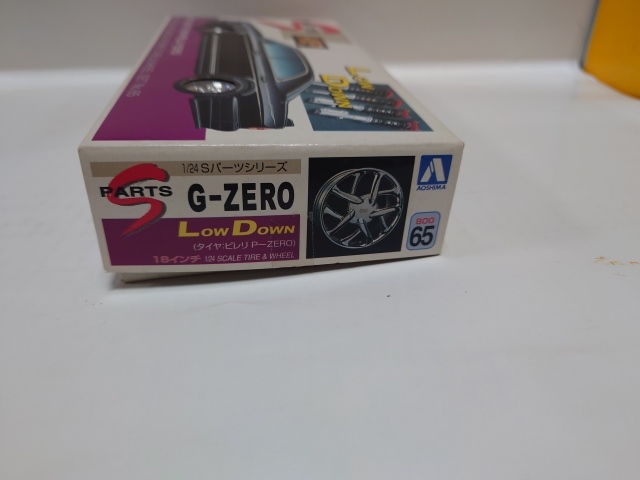 LOW DOWN
1/24 Sパーツシリーズ
S PARTS
G-ZERO
LOW DOWN
(タイヤ:ピレリ P-ZERO)
18インチ 1/24 SCALE TIRE & WHEEL
AOSHIMA
800
65